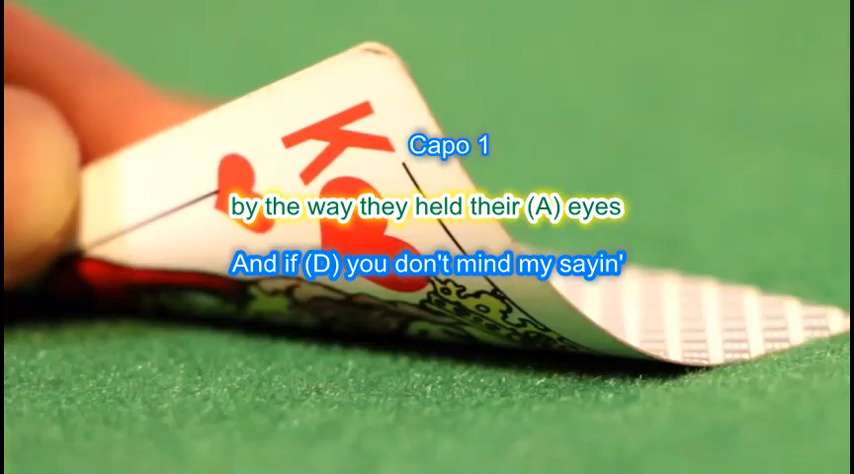 K
Capo 1
by the way they held their (A) eyes
And if (D) you don't mind my sayin'